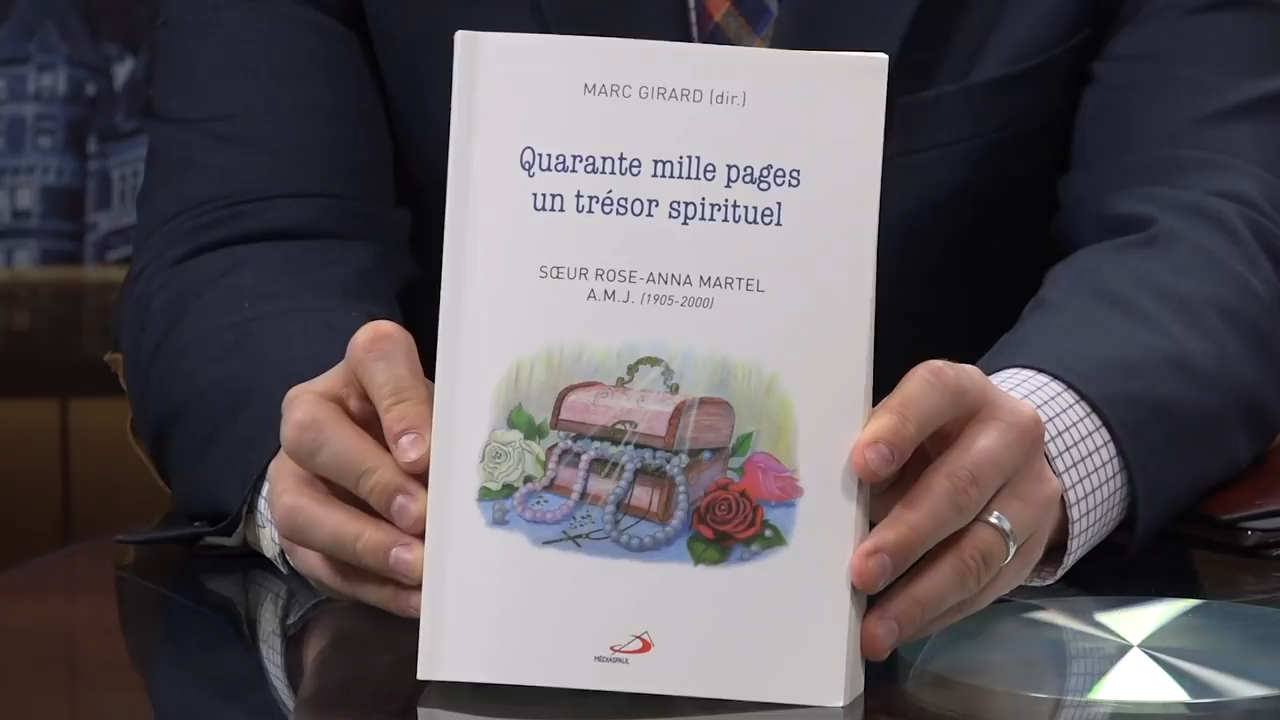 MARC GIRARD (dir.)
Quarante mille pages
un trésor spirituel
SŒUR ROSE-ANNA MARTEL
A.M.J. (1905-2000)
MÉDIASPAUL